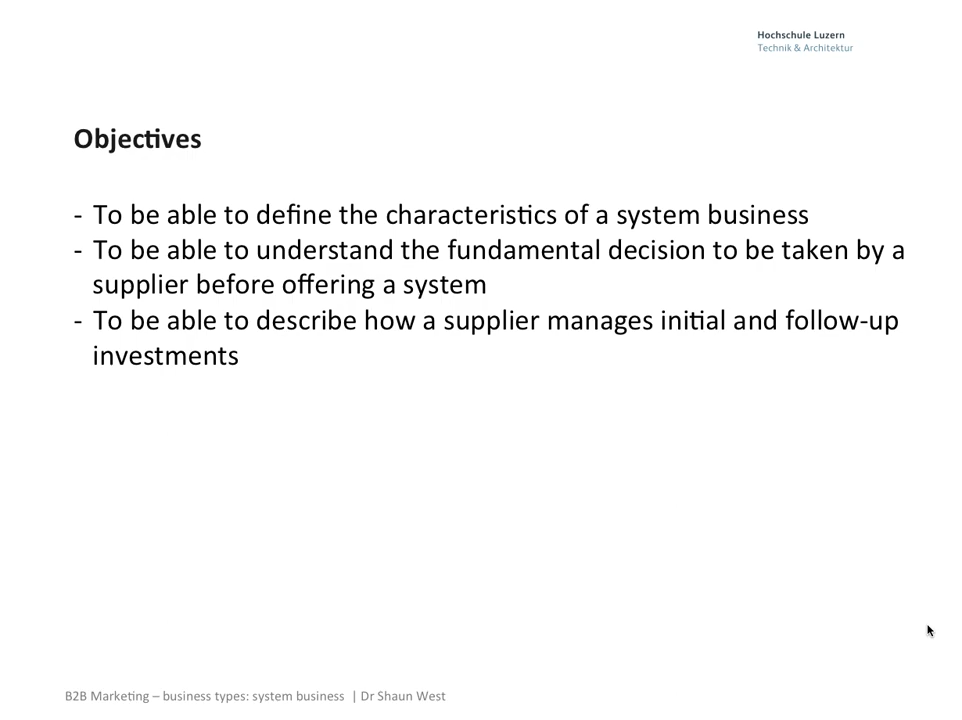 Hochschule Luzern
Technik & Architektur
Objectives
- To be able to define the characteristics of a system business
- To be able to understand the fundamental decision to be taken by a
supplier before offering a system
- To be able to describe how a supplier manages initial and follow-up
investments
B2B Marketing – business types: system business | Dr Shaun West